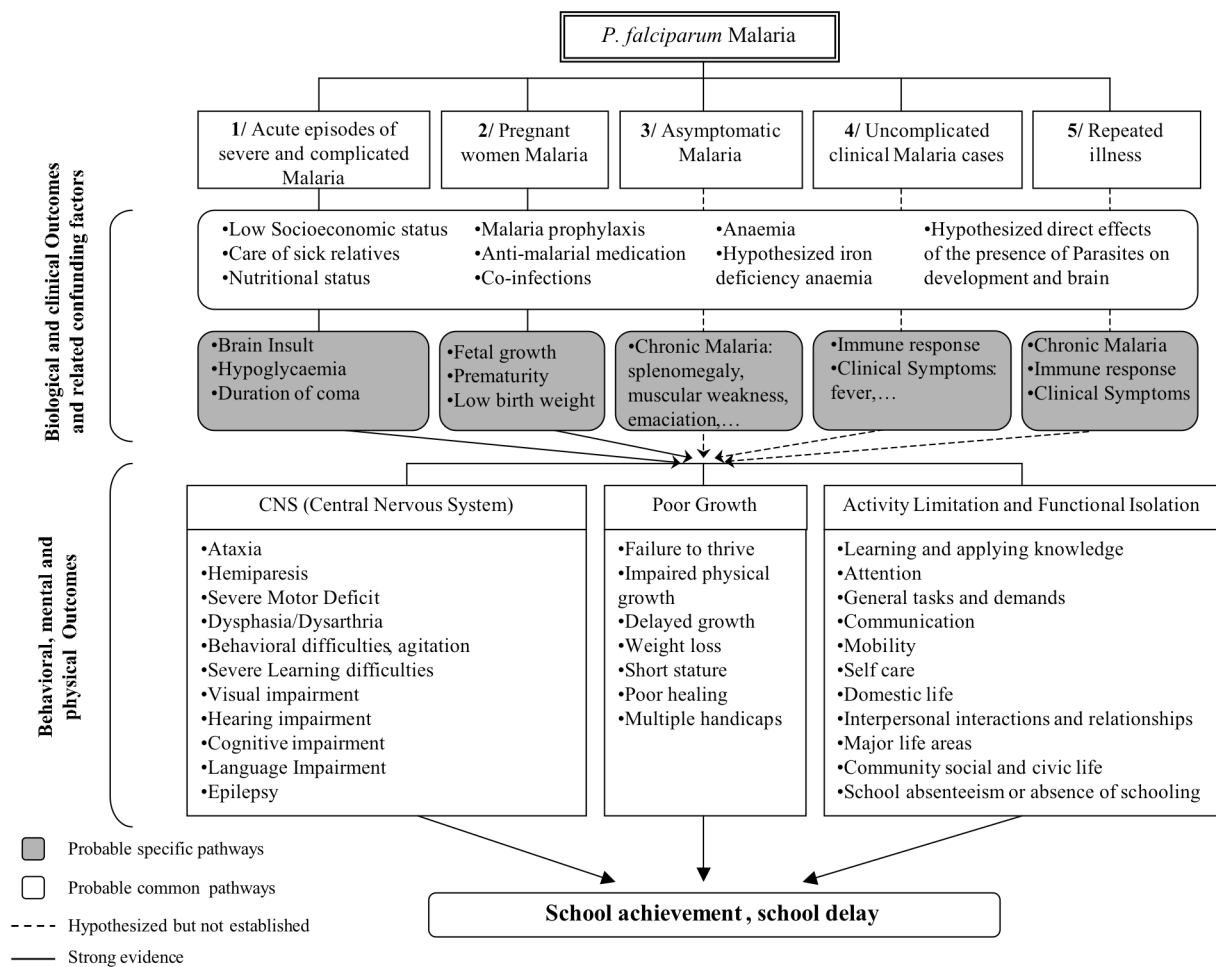 P. falciparum Malaria
1/ Acute episodes of
severe and complicated
Malaria
2/ Pregnant
women Malaria
3/ Asymptomatic
Malaria
4/ Uncomplicated
clinical Malaria cases
5/ Repeated
illness
Biological and clinical Outcomes
and related confunding factors
•Low Socioeconomic status
•Care of sick relatives
•Nutritional status
•Malaria prophylaxis
•Anti-malarial medication
•Co-infections
•Anaemia
•Hypothesized iron
deficiency anaemia
•Hypothesized direct effects
of the presence of Parasites on
development and brain
•Brain Insult
•Hypoglycaemia
•Duration of coma
•Fetal growth
•Prematurity
•Low birth weight
•Chronic Malaria:
splenomegaly,
muscular weakness,
emaciation,…
•Immune response
•Clinical Symptoms:
fever,…
•Chronic Malaria
•Immune response
•Clinical Symptoms
Behavioral, mental and
physical Outcomes
CNS (Central Nervous System)
•Ataxia
•Hemiparesis
•Severe Motor Deficit
•Dysphasia/Dysarthria
•Behavioral difficulties, agitation
•Severe Learning difficulties
•Visual impairment
•Hearing impairment
•Cognitive impairment
•Language Impairment
•Epilepsy
Poor Growth
•Failure to thrive
•Impaired physical
growth
•Delayed growth
•Weight loss
•Short stature
•Poor healing
•Multiple handicaps
Activity Limitation and Functional Isolation
•Learning and applying knowledge
•Attention
•General tasks and demands
•Communication
•Mobility
•Self care
•Domestic life
•Interpersonal interactions and relationships
•Major life areas
•Community social and civic life
•School absenteeism or absence of schooling
Probable specific pathways
Probable common pathways
Hypothesized but not established
Strong evidence
School achievement , school delay